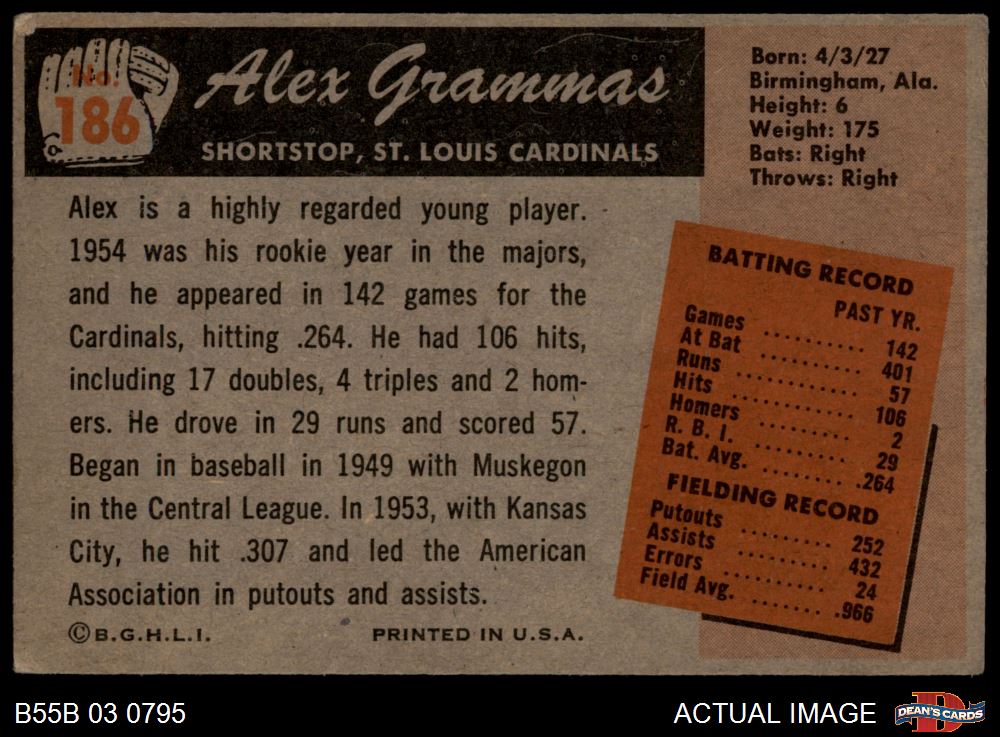 No.
186
Alex Grammas
SHORTSTOP, ST. LOUIS CARDINALS
Born: 4/3/27
Birmingham, Ala.
Height: 6
Weight: 175
Bats: Right
Throws: Right
Alex is a highly regarded young player.
1954 was his rookie year in the majors,
and he appeared in 142 games for the
Cardinals, hitting .264. He had 106 hits,
including 17 doubles, 4 triples and 2 hom-
ers. He drove in 29 runs and scored 57.
Began in baseball in 1949 with Muskegon
in the Central League. In 1953, with Kansas
City, he hit .307 and led the American
Association in putouts and assists.
©B.G.H.L.I. PRINTED IN U.S.A.
BATTING RECORD
PAST YR.
Games .......... 142
At Bat .......... 401
Runs .......... 57
Hits .......... 106
Homers .......... 2
R. B. I. .......... 29
Bat. Avg. ........ .264
FIELDING RECORD
Putouts ........ 252
Assists ........ 432
Errors .......... 24
Field Avg. ........ .966
B55B 03 0795
ACTUAL IMAGE
DEAN'S CARDS